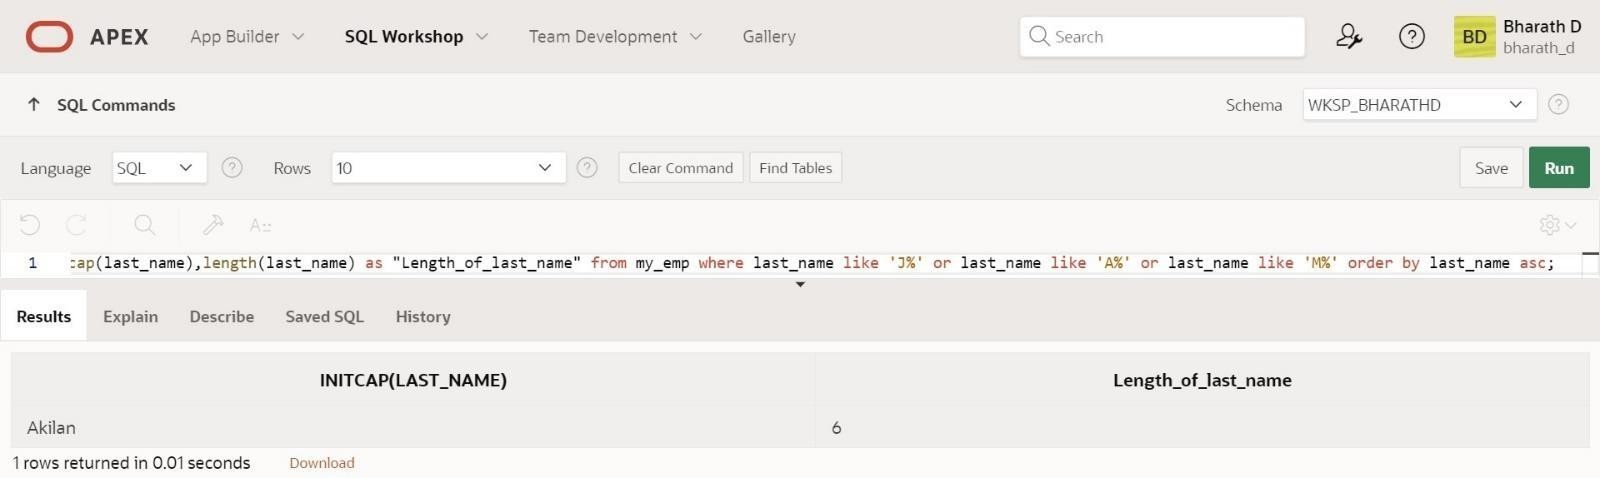 APEX App Builder SQL Workshop Team Development Gallery Search Bharath D
bharath_d
BD
SQL Commands Schema WKSP_BHARATHD
Language SQL Rows 10 Clear Command Find Tables Save Run
A::
1 cap(last_name),length(last_name) as "Length_of_last_name" from my_emp where last_name like 'J%' or last_name like 'A%' or last_name like 'M%' order by last_name asc;
Results Explain Describe Saved SQL History
INITCAP(LAST_NAME) Length_of_last_name
Akilan 6
1 rows returned in 0.01 seconds Download